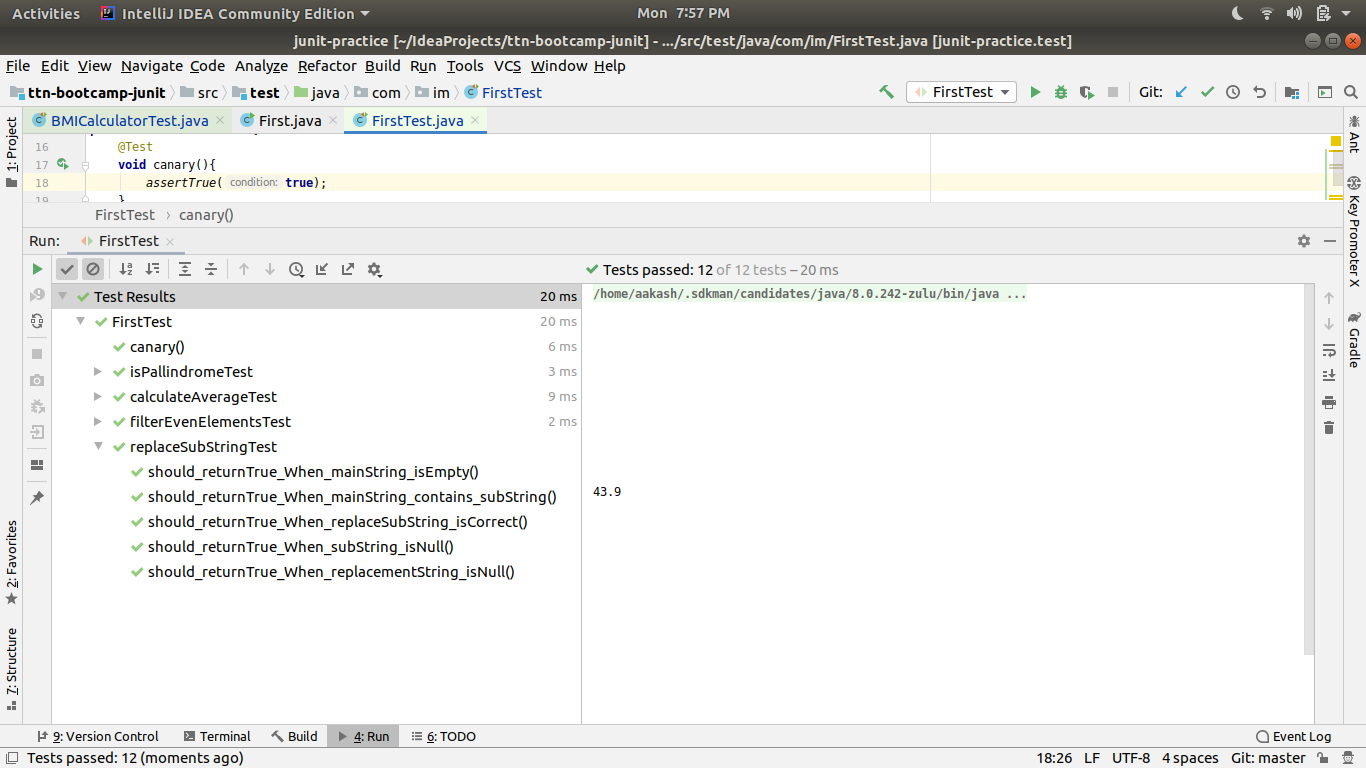 Activities IntelliJ IDEA Community Edition Mon 7:57 PM
junit-practice [~/IdeaProjects/ttn-bootcamp-junit] - .../src/test/java/com/im/FirstTest.java [junit-practice.test]
File Edit View Navigate Code Analyze Refactor Build Run Tools VCS Window Help
ttn-bootcamp-junit src test java com im FirstTest FirstTest Git:
BMICalculatorTest.java First.java FirstTest.java
1: Project
Ant
Key Promoter X
Gradle
16 @Test
17 void canary(){
18 assertTrue( condition: true);
19 }
FirstTest › canary()
Run: FirstTest
Tests passed: 12 of 12 tests – 20 ms
Test Results 20 ms
/home/aakash/.sdkman/candidates/java/8.0.242-zulu/bin/java ...
FirstTest 20 ms
canary() 6 ms
isPallindromeTest 3 ms
calculateAverageTest 9 ms
filterEvenElementsTest 2 ms
replaceSubStringTest
should_returnTrue_When_mainString_isEmpty()
should_returnTrue_When_mainString_contains_subString()
43.9
should_returnTrue_When_replaceSubString_isCorrect()
should_returnTrue_When_subString_isNull()
should_returnTrue_When_replacementString_isNull()
2: Favorites
7: Structure
9: Version Control Terminal Build 4: Run 6: TODO Event Log
Tests passed: 12 (moments ago) 18:26 LF UTF-8 4 spaces Git: master